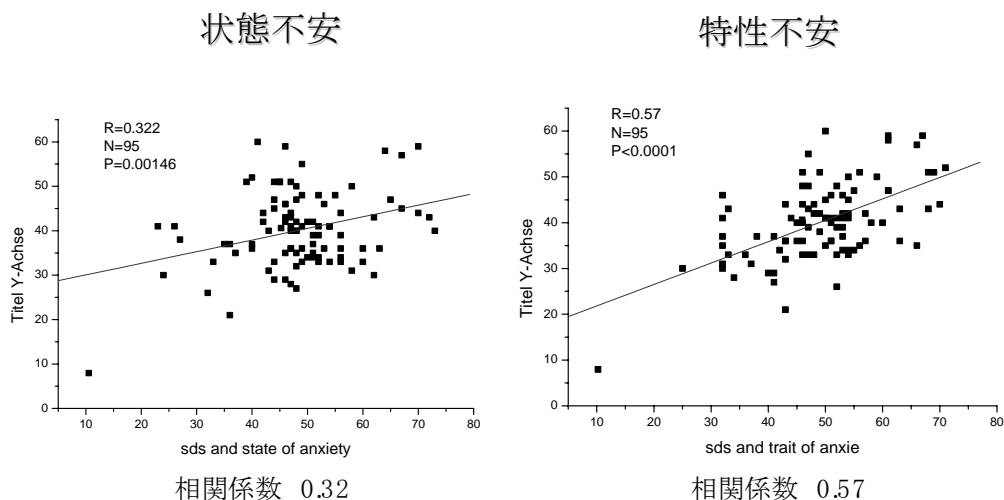 状態不安
R=0.322
N=95
P=0.00146
Titel Y-Achse
60
50
40
30
20
10
0
10 20 30 40 50 60 70 80
sds and state of anxiety
相関係数 0.32
特性不安
R=0.57
N=95
P<0.0001
Titel Y-Achse
60
50
40
30
20
10
0
10 20 30 40 50 60 70 80
sds and trait of anxie
相関係数 0.57